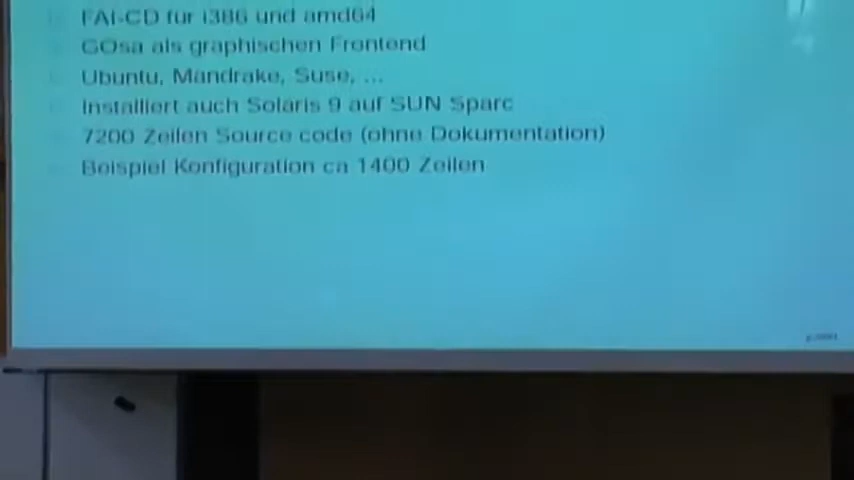 FAI-CD für i386 und amd64
GOsa als graphischen Frontend
Ubuntu, Mandrake, Suse, ...
Installiert auch Solaris 9 auf SUN Sparc
7200 Zeilen Source code (ohne Dokumentation)
Beispiel Konfiguration ca 1400 Zeilen